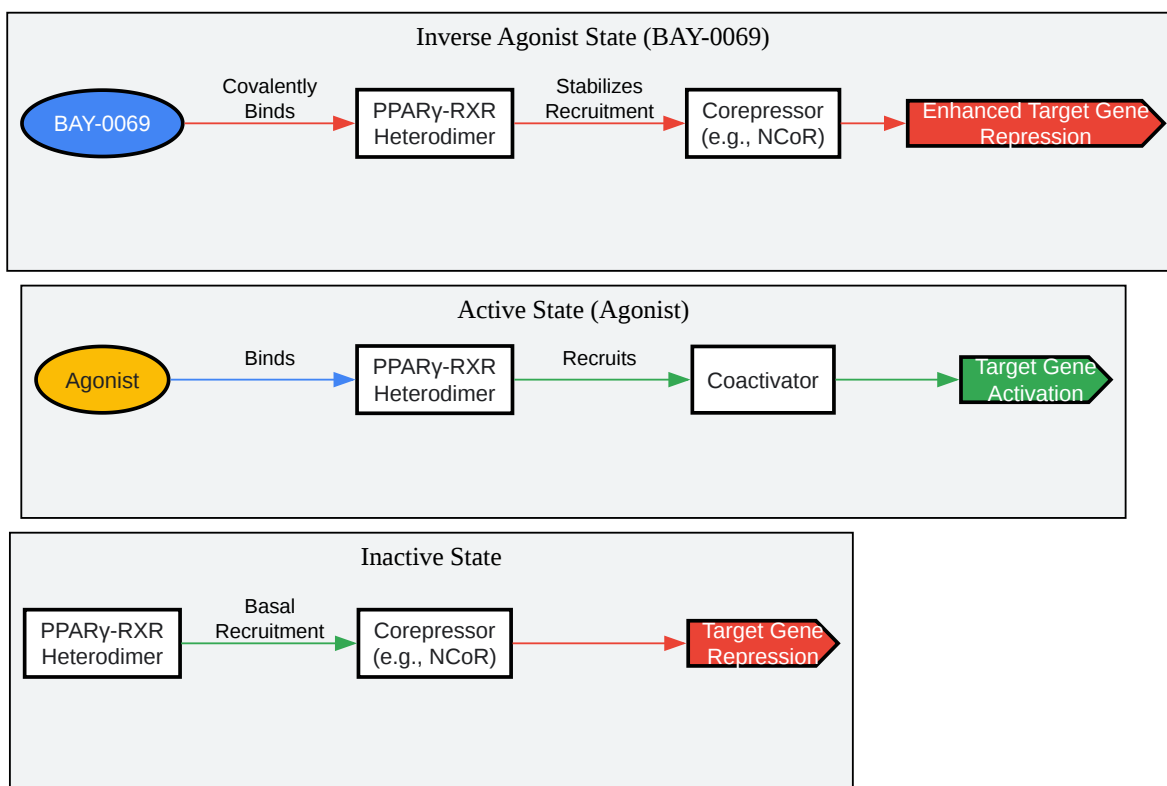 Inverse Agonist State (BAY-0069)
BAY-0069
Covalently
Binds
PPARγ-RXR
Heterodimer
Stabilizes
Recruitment
Corepressor
(e.g., NCoR)
Enhanced Target Gene
Repression
Active State (Agonist)
Agonist
Binds
PPARγ-RXR
Heterodimer
Recruits
Coactivator
Target Gene
Activation
Inactive State
PPARγ-RXR
Heterodimer
Basal
Recruitment
Corepressor
(e.g., NCoR)
Target Gene
Repression